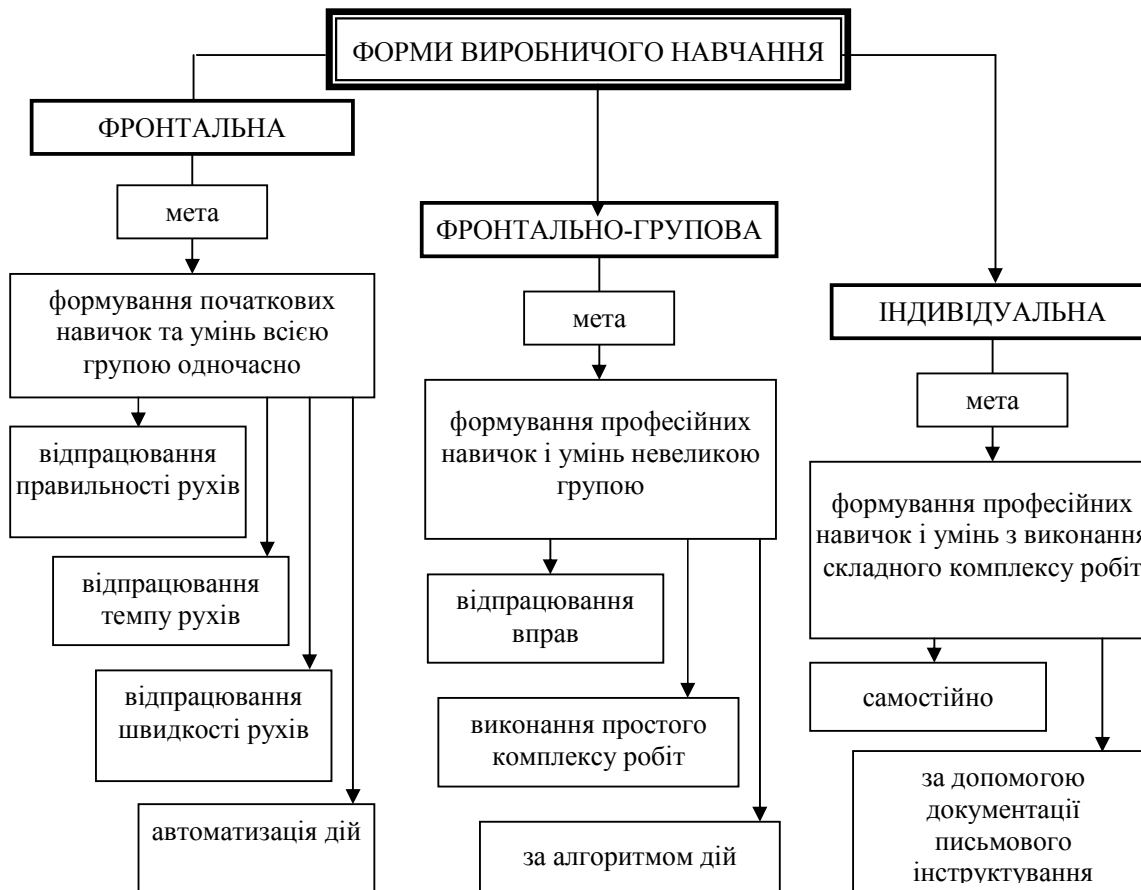 ФОРМИ ВИРОБНИЧОГО НАВЧАННЯ
ФРОНТАЛЬНА
мета
формування початкових
навичок та умінь всією
групою одночасно
відпрацювання
правильності рухів
відпрацювання
темпу рухів
відпрацювання
швидкості рухів
автоматизація дій
ФРОНТАЛЬНО-ГРУПОВА
мета
формування професійних
навичок і умінь невеликою
групою
відпрацювання
вправ
виконання простого
комплексу робіт
за алгоритмом дій
ІНДИВІДУАЛЬНА
мета
формування професійних
навичок і умінь з виконання
складного комплексу робіт
самостійно
за допомогою
документації
письмового
інструктування